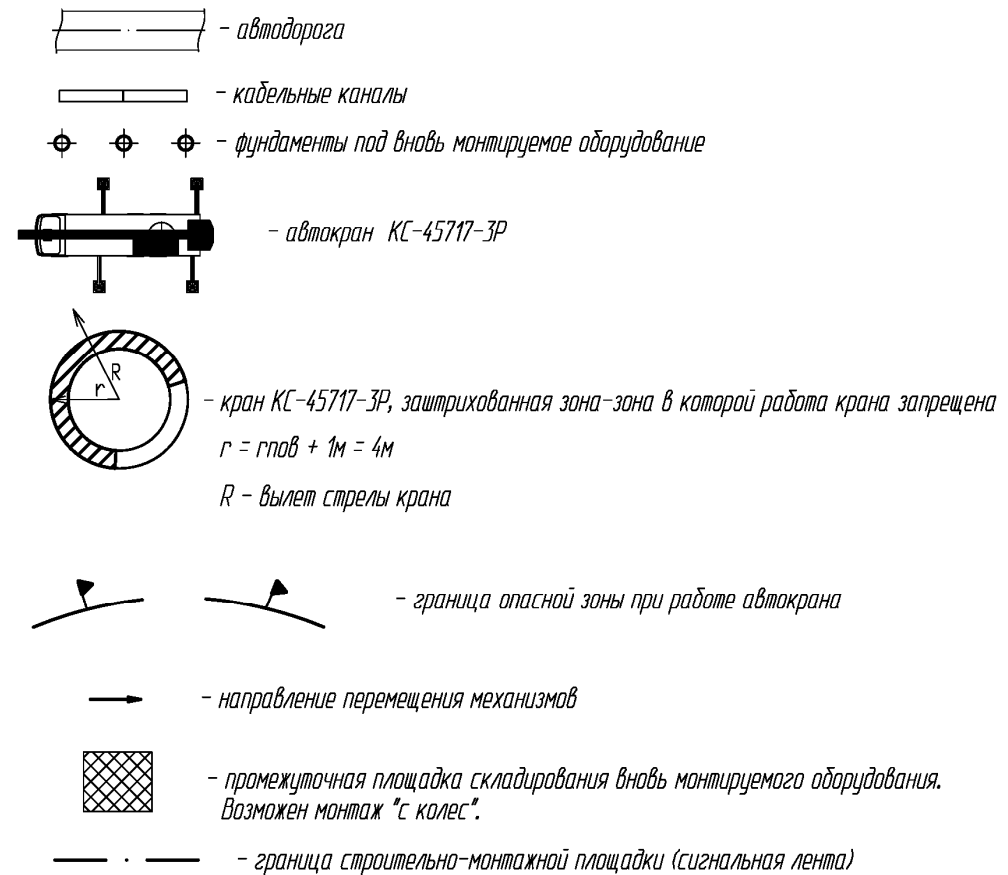 - автодорога
- кабельные каналы
- фундаменты под вновь монтируемое оборудование
- автокран КС-45717-3Р
R
r
- кран КС-45717-3Р, заштрихованная зона-зона в которой работа крана запрещена
r = rпов + 1м = 4м
R - вылет стрелы крана
- граница опасной зоны при работе автокрана
- направление перемещения механизмов
- промежуточная площадка складирования вновь монтируемого оборудования.
Возможен монтаж "с колес".
- граница строительно-монтажной площадки (сигнальная лента)